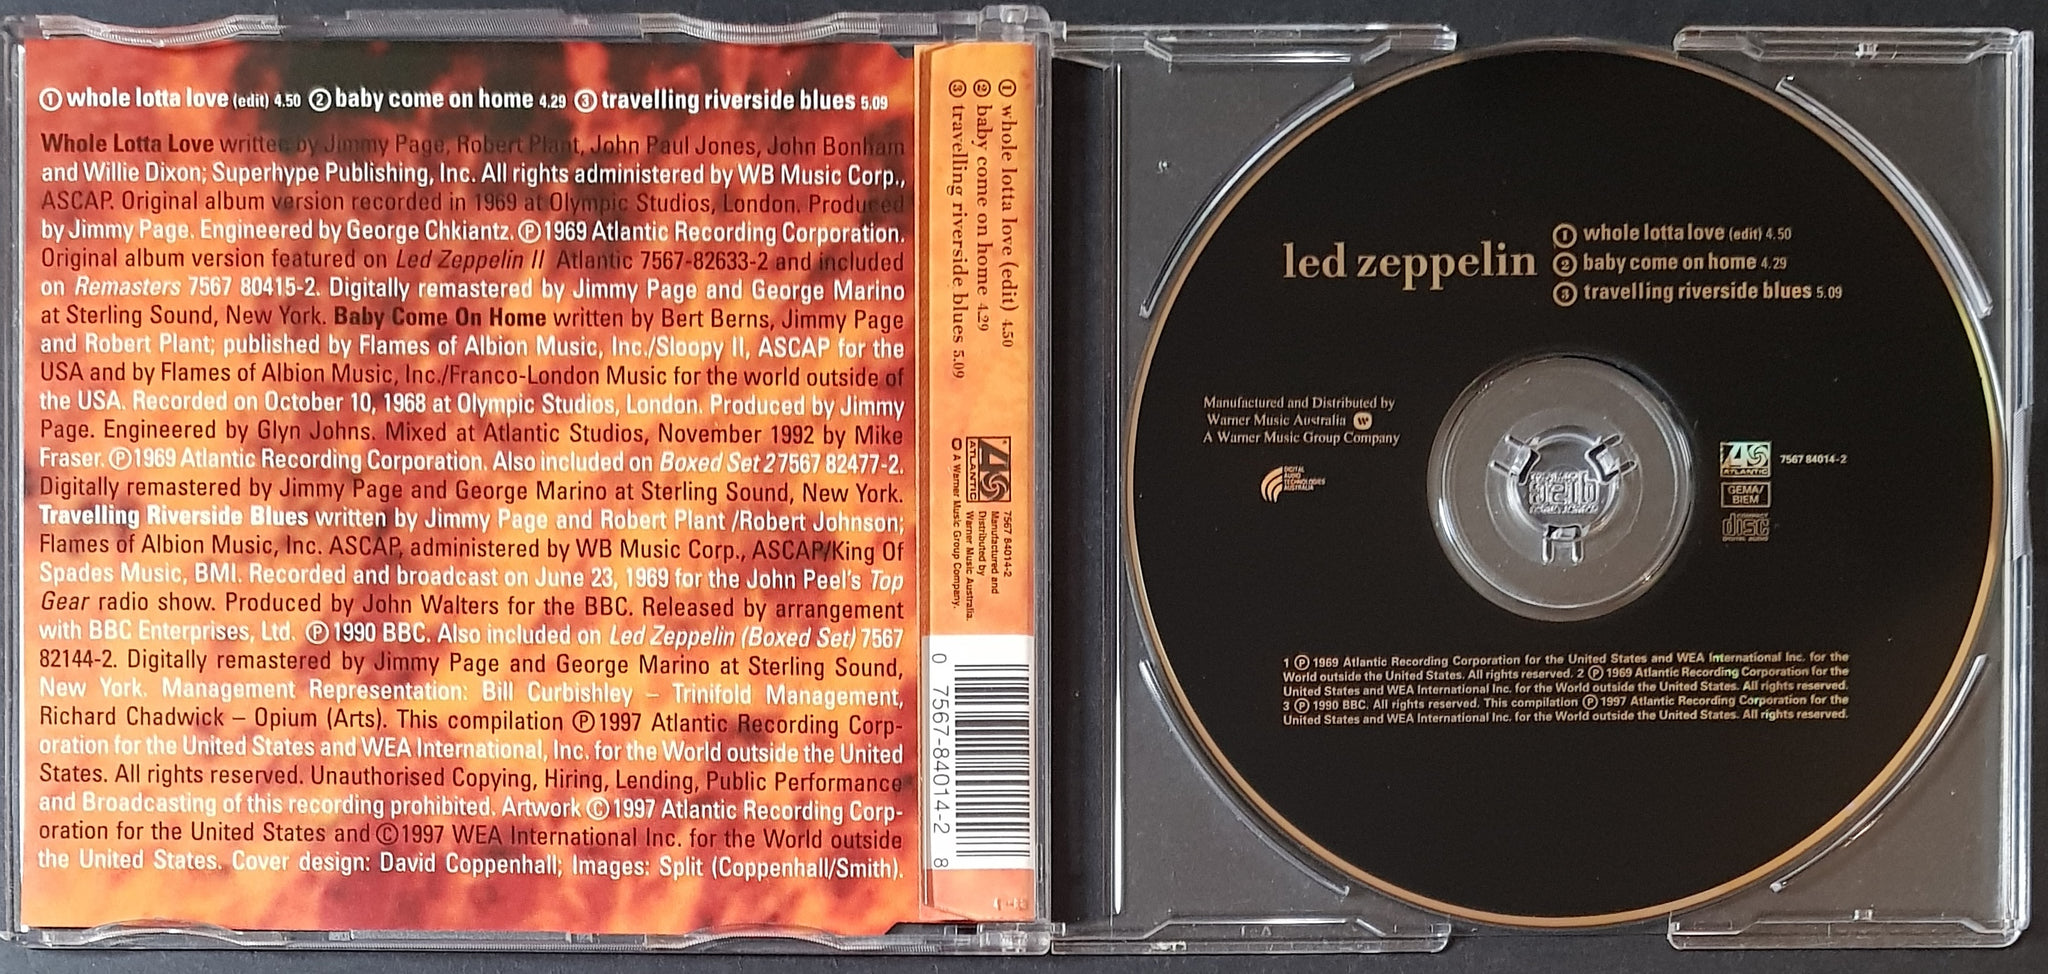 ① whole lotta love (edit) 4.50 ② baby come on home 4.29 ③ travelling riverside blues 5.09
Whole Lotta Love written by Jimmy Page, Robert Plant, John Paul Jones, John Bonham
and Willie Dixon; Superhype Publishing, Inc. All rights administered by WB Music Corp.,
ASCAP. Original album version recorded in 1969 at Olympic Studios, London. Produced
by Jimmy Page. Engineered by George Chkiantz. Ⓟ 1969 Atlantic Recording Corporation.
Original album version featured on Led Zeppelin II Atlantic 7567-82633-2 and included
on Remasters 7567 80415-2. Digitally remastered by Jimmy Page and George Marino
at Sterling Sound, New York. Baby Come On Home written by Bert Berns, Jimmy Page
and Robert Plant; published by Flames of Albion Music, Inc./Sloopy II, ASCAP for the
USA and by Flames of Albion Music, Inc./Franco-London Music for the world outside of
the USA. Recorded on October 10, 1968 at Olympic Studios, London. Produced by Jimmy
Page. Engineered by Glyn Johns. Mixed at Atlantic Studios, November 1992 by Mike
Fraser. Ⓟ 1969 Atlantic Recording Corporation. Also included on Boxed Set 2 7567 82477-2.
Digitally remastered by Jimmy Page and George Marino at Sterling Sound, New York.
Travelling Riverside Blues written by Jimmy Page and Robert Plant /Robert Johnson;
Flames of Albion Music, Inc. ASCAP, administered by WB Music Corp., ASCAP/King Of
Spades Music, BMI. Recorded and broadcast on June 23, 1969 for the John Peel's Top
Gear radio show. Produced by John Walters for the BBC. Released by arrangement
with BBC Enterprises, Ltd. Ⓟ 1990 BBC. Also included on Led Zeppelin (Boxed Set) 7567
82144-2. Digitally remastered by Jimmy Page and George Marino at Sterling Sound,
New York. Management Representation: Bill Curbishley – Trinifold Management,
Richard Chadwick – Opium (Arts). This compilation Ⓟ 1997 Atlantic Recording Corp-
oration for the United States and WEA International, Inc. for the World outside the United
States. All rights reserved. Unauthorised Copying, Hiring, Lending, Public Performance
and Broadcasting of this recording prohibited. Artwork © 1997 Atlantic Recording Corp-
oration for the United States and © 1997 WEA International Inc. for the World outside
the United States. Cover design: David Coppenhall; Images: Split (Coppenhall/Smith).
① whole lotta love (edit) 4.50
② baby come on home 4.29
③ travelling riverside blues 5.09
ATLANTIC
A Warner Music Group Company.
7567 84014-2
Manufactured and
Distributed by
Warner Music Australia.
0 7567-84014-2 8
led zeppelin
① whole lotta love (edit) 4.50
② baby come on home 4.29
③ travelling riverside blues 5.09
Manufactured and Distributed by
Warner Music Australia
A Warner Music Group Company
DIGITAL
AUDIO
TECHNOLOGIES
AUSTRALIA
ATLANTIC
7567 84014-2
GEMA/
BIEM
COMPACT
disc
DIGITAL AUDIO
1 Ⓟ 1969 Atlantic Recording Corporation for the United States and WEA International Inc. for the
World outside the United States. All rights reserved. 2 Ⓟ 1969 Atlantic Recording Corporation for the
United States and WEA International Inc. for the World outside the United States. All rights reserved.
3 Ⓟ 1990 BBC. All rights reserved. This compilation Ⓟ 1997 Atlantic Recording Corporation for the
United States and WEA International Inc. for the World outside the United States. All rights reserved.